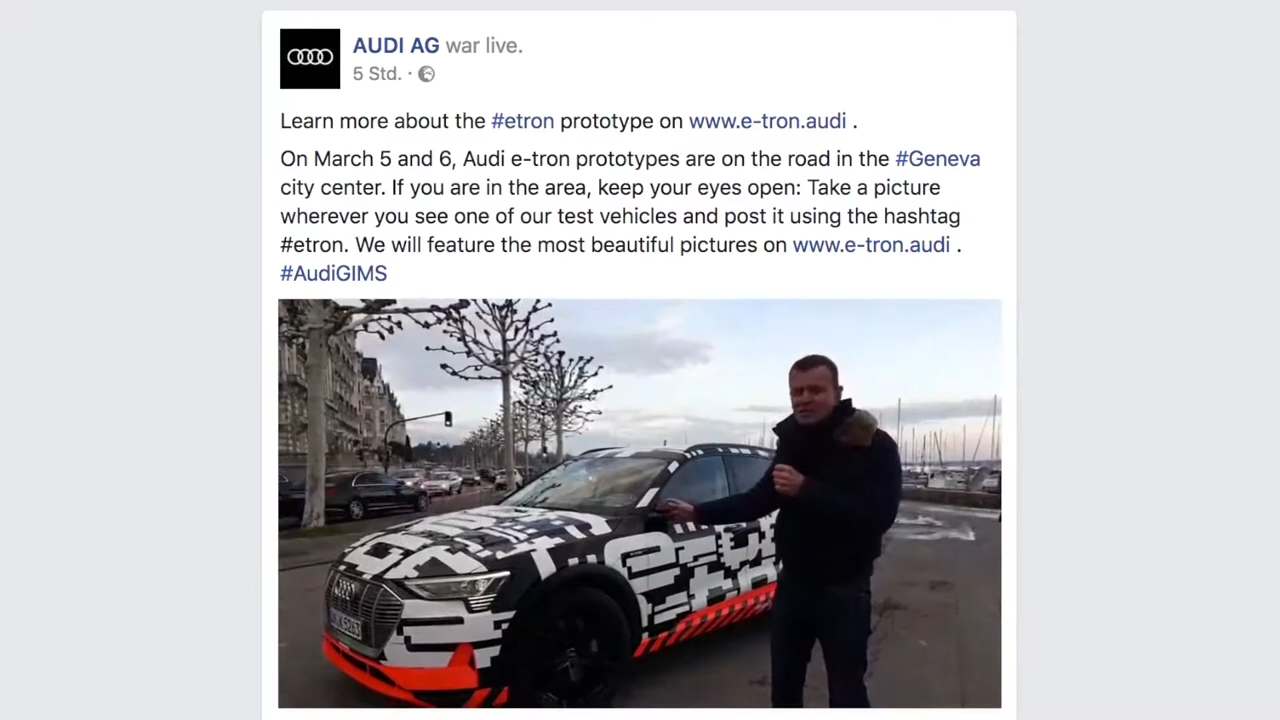 AUDI AG war live.
5 Std. ·
Learn more about the #etron prototype on www.e-tron.audi .
On March 5 and 6, Audi e-tron prototypes are on the road in the #Geneva
city center. If you are in the area, keep your eyes open: Take a picture
wherever you see one of our test vehicles and post it using the hashtag
#etron. We will feature the most beautiful pictures on www.e-tron.audi .
#AudiGIMS